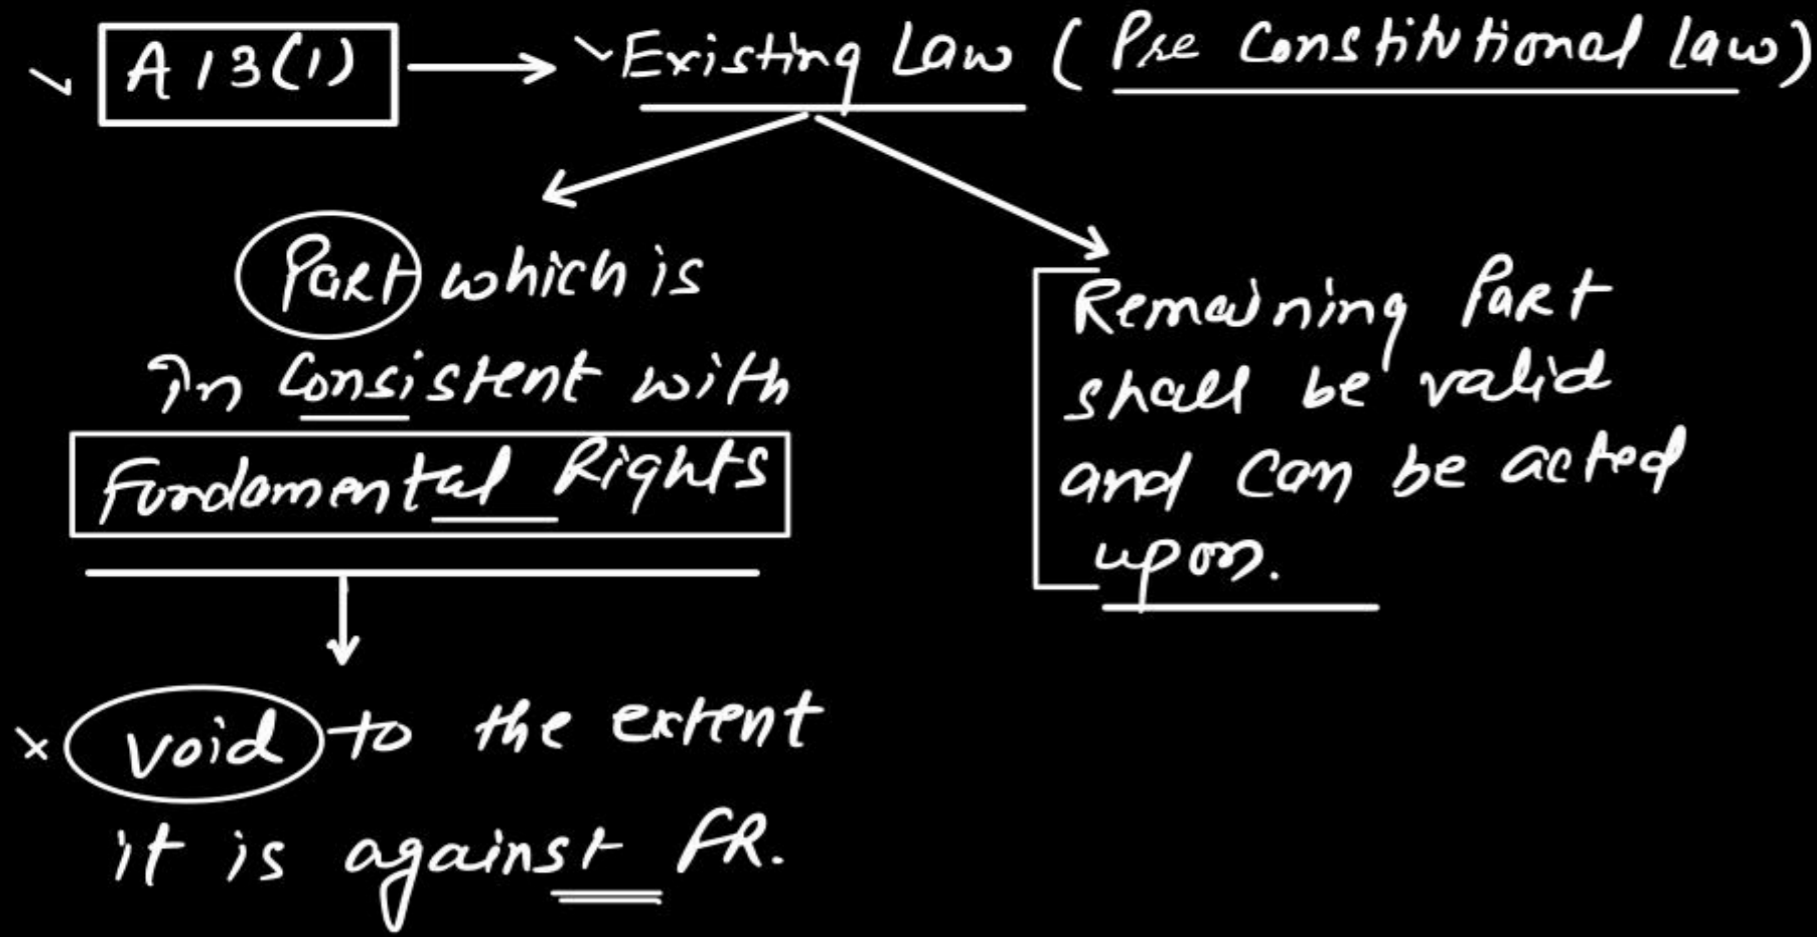 A 13(1) Existing Law (Pre Constitutional law)
Part which is
in consistent with
Fundamental Rights
void to the extent
it is against FR.
Remaining Part
shall be valid
and can be acted
upon.